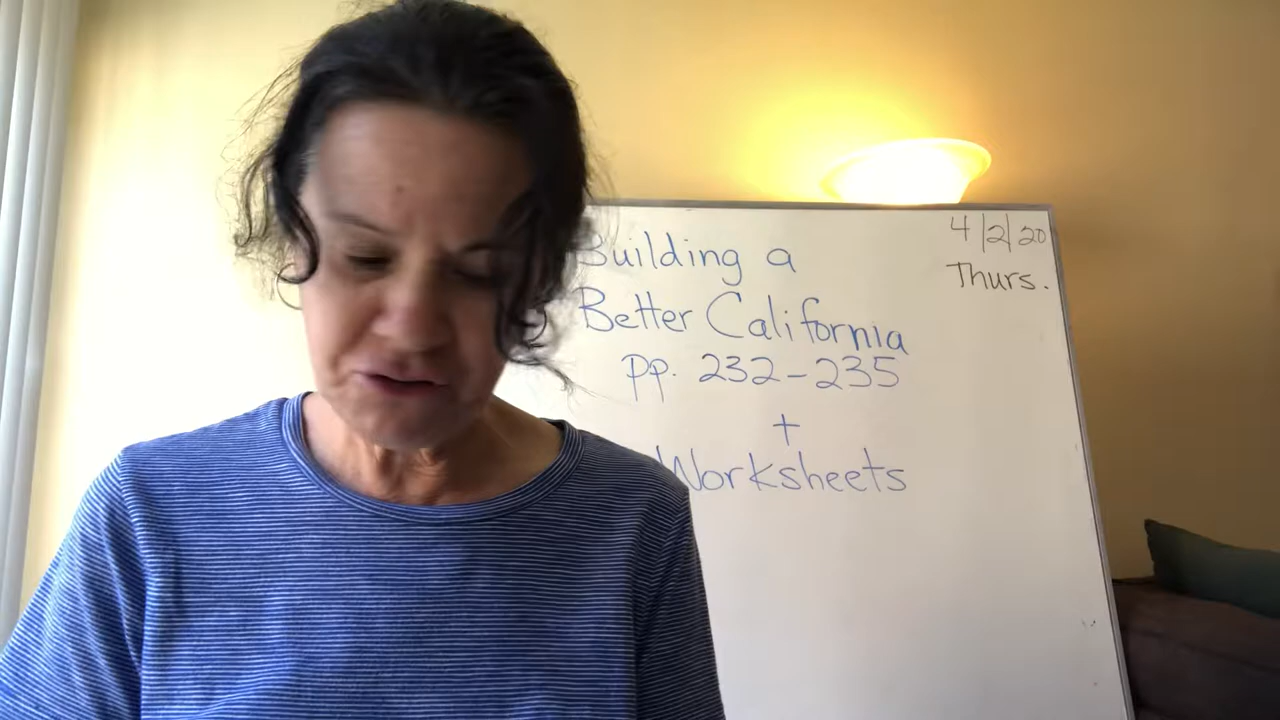 Building a
Better California
pp. 232-235
+
Worksheets
4/2/20
Thurs.